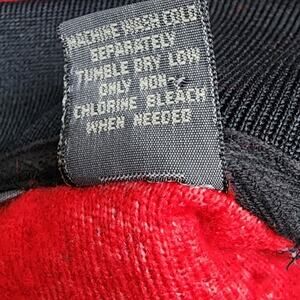 MACHINE WASH COLD
SEPARATELY
TUMBLE DRY LOW
ONLY NON-
CHLORINE BLEACH
WHEN NEEDED